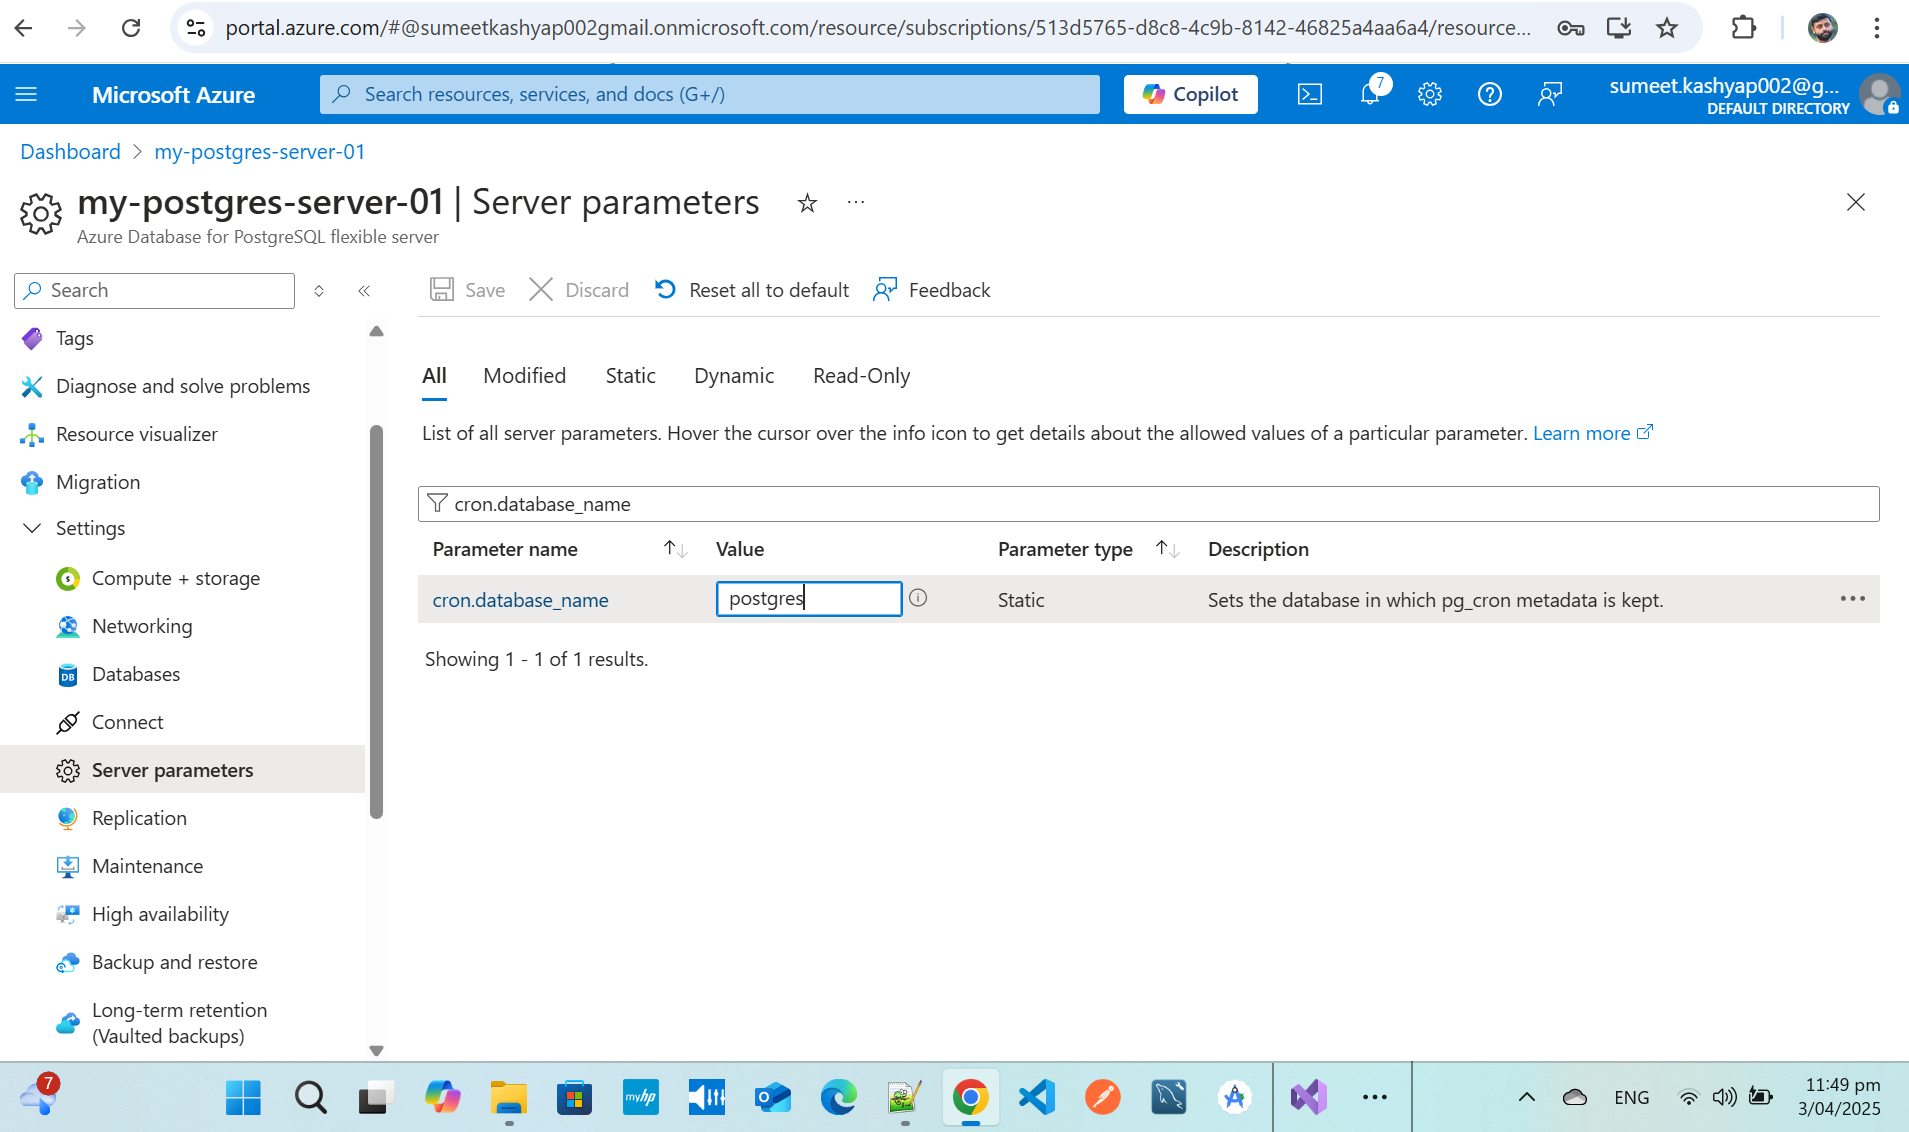 portal.azure.com/#@sumeetkashyap002gmail.onmicrosoft.com/resource/subscriptions/513d5765-d8c8-4c9b-8142-46825a4aa6a4/resource...
Microsoft Azure
Search resources, services, and docs (G+/)
Copilot
7
sumeet.kashyap002@g...
DEFAULT DIRECTORY
Dashboard > my-postgres-server-01
my-postgres-server-01 | Server parameters
Azure Database for PostgreSQL flexible server
Search
Save
Discard
Reset all to default
Feedback
Tags
Diagnose and solve problems
Resource visualizer
Migration
Settings
Compute + storage
Networking
Databases
Connect
Server parameters
Replication
Maintenance
High availability
Backup and restore
Long-term retention
(Vaulted backups)
All Modified Static Dynamic Read-Only
List of all server parameters. Hover the cursor over the info icon to get details about the allowed values of a particular parameter. Learn more
cron.database_name
Parameter name Value Parameter type Description
cron.database_name postgres Static Sets the database in which pg_cron metadata is kept.
Showing 1 - 1 of 1 results.
7
myhp
ENG
11:49 pm
3/04/2025